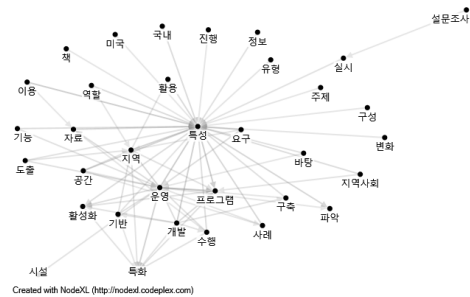 설문조사
국내
진행
미국
정보
책
실시
유형
활용
이용
역할
주제
구성
특성
기능
자료
요구
변화
지역
바탕
도출
공간
지역사회
운영
프로그램
구축
활성화
파악
기반
개발
사례
수행
시설
특화
Created with NodeXL (http://nodexl.codeplex.com)